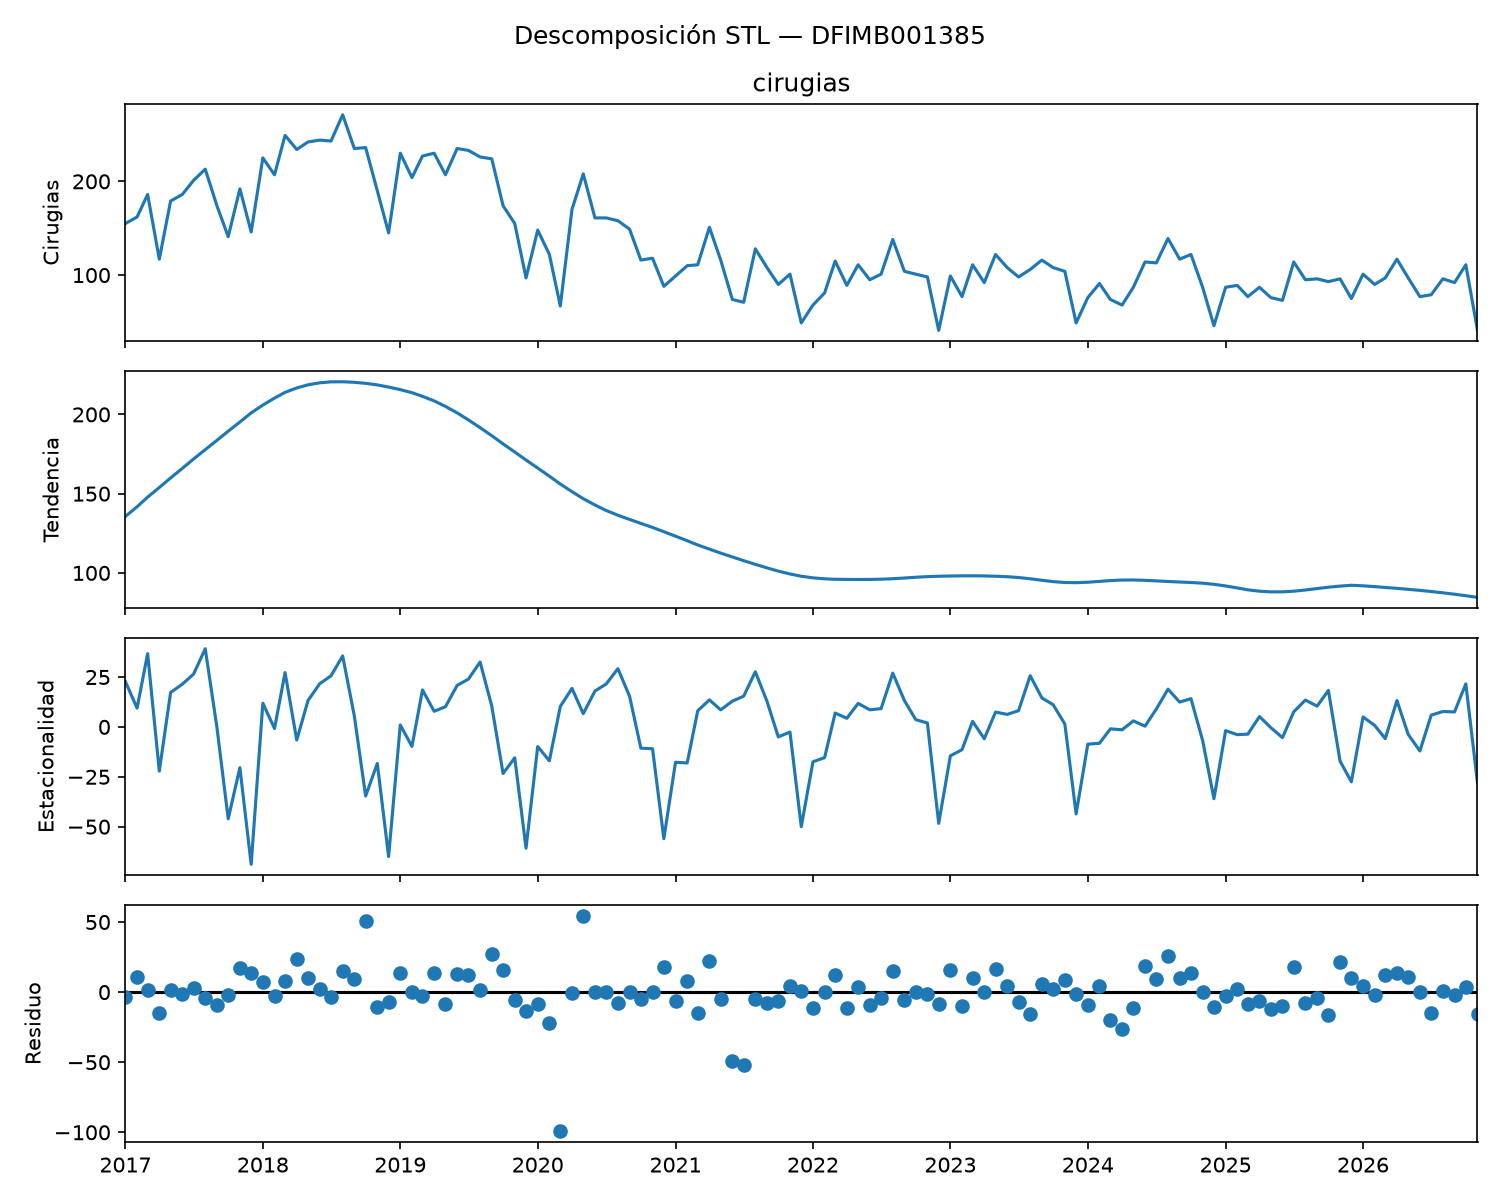 Descomposición STL — DFIMB001385
cirugias
Cirugias
200
100
Tendencia
200
150
100
Estacionalidad
25
0
−25
−50
Residuo
50
0
−50
−100
2017 2018 2019 2020 2021 2022 2023 2024 2025 2026